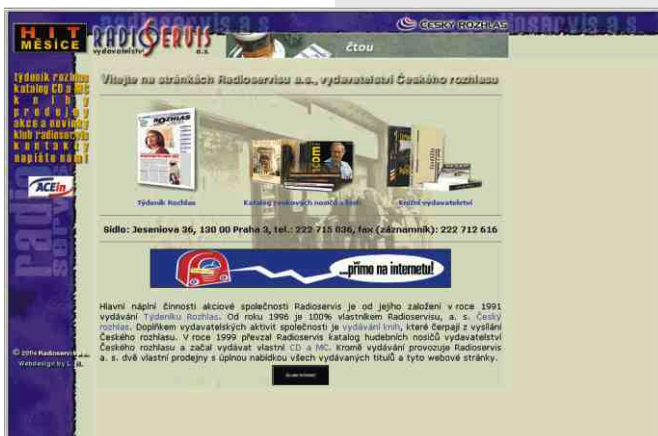 HIT
MĚSÍCE
RADIOSERVIS
vydavatelství a.s.
ČESKÝ ROZHLAS
čtou
týdeník rozhlas
katalog CD a MC
knihy
prodejny
akce a novinky
klub radioservis
kontakty
napište nám!
ACEin
Vítejte na stránkách Radioservisu a.s., vydavatelství Českého rozhlasu
Týdeník Rozhlas
Katalog zvukových nosičů a knih
Knižní vydavatelství
Sídlo: Jeseniova 36, 130 00 Praha 3, tel.: 222 715 036, fax (záznamník): 222 712 616
...přímo na internetu!
Hlavní náplní činnosti akciové společnosti Radioservis je od jejího založení v roce 1991
vydávání Týdeníku Rozhlas. Od roku 1996 je 100% vlastníkem Radioservisu, a. s. Český
rozhlas. Doplňkem vydavatelských aktivit společnosti je vydávání knih, které čerpají z vysílání
Českého rozhlasu. V roce 1999 převzal Radioservis katalog hudebních nosičů vydavatelství
Českého rozhlasu a začal vydávat vlastní CD a MC. Kromě vydávání provozuje Radioservis
a. s. dvě vlastní prodejny s úplnou nabídkou všech vydávaných titulů a tyto webové stránky.
© 2004 Radioservis a.s.
Webdesign by